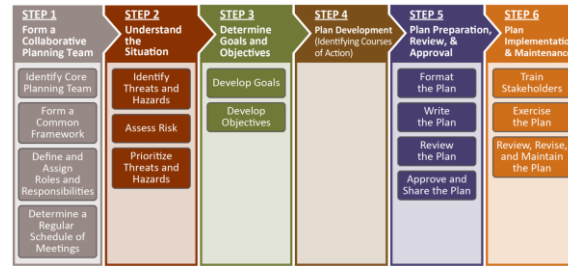 STEP 1
Form a
Collaborative
Planning Team
Identify Core
Planning Team
Form a
Common
Framework
Define and
Assign
Roles and
Responsibilities
Determine a
Regular
Schedule of
Meetings
STEP 2
Understand
the
Situation
Identify
Threats and
Hazards
Assess Risk
Prioritize
Threats and
Hazards
STEP 3
Determine
Goals and
Objectives
Develop Goals
Develop
Objectives
STEP 4
Plan Development
(Identifying Courses
of Action)
STEP 5
Plan Preparation,
Review, &
Approval
Format
the Plan
Write
the Plan
Review
the Plan
Approve and
Share the Plan
STEP 6
Plan
Implementatio
& Maintenance
Train
Stakeholders
Exercise
the Plan
Review, Revise,
and Maintain
the Plan